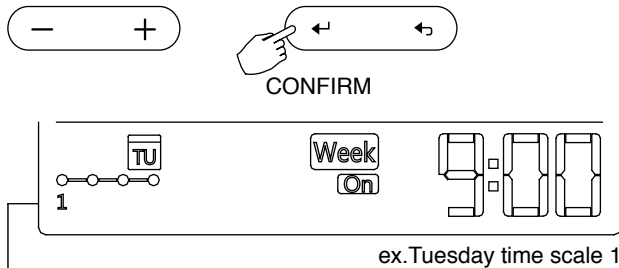 − +
CONFIRM
TU Week 9:00
On
1
ex.Tuesday time scale 1